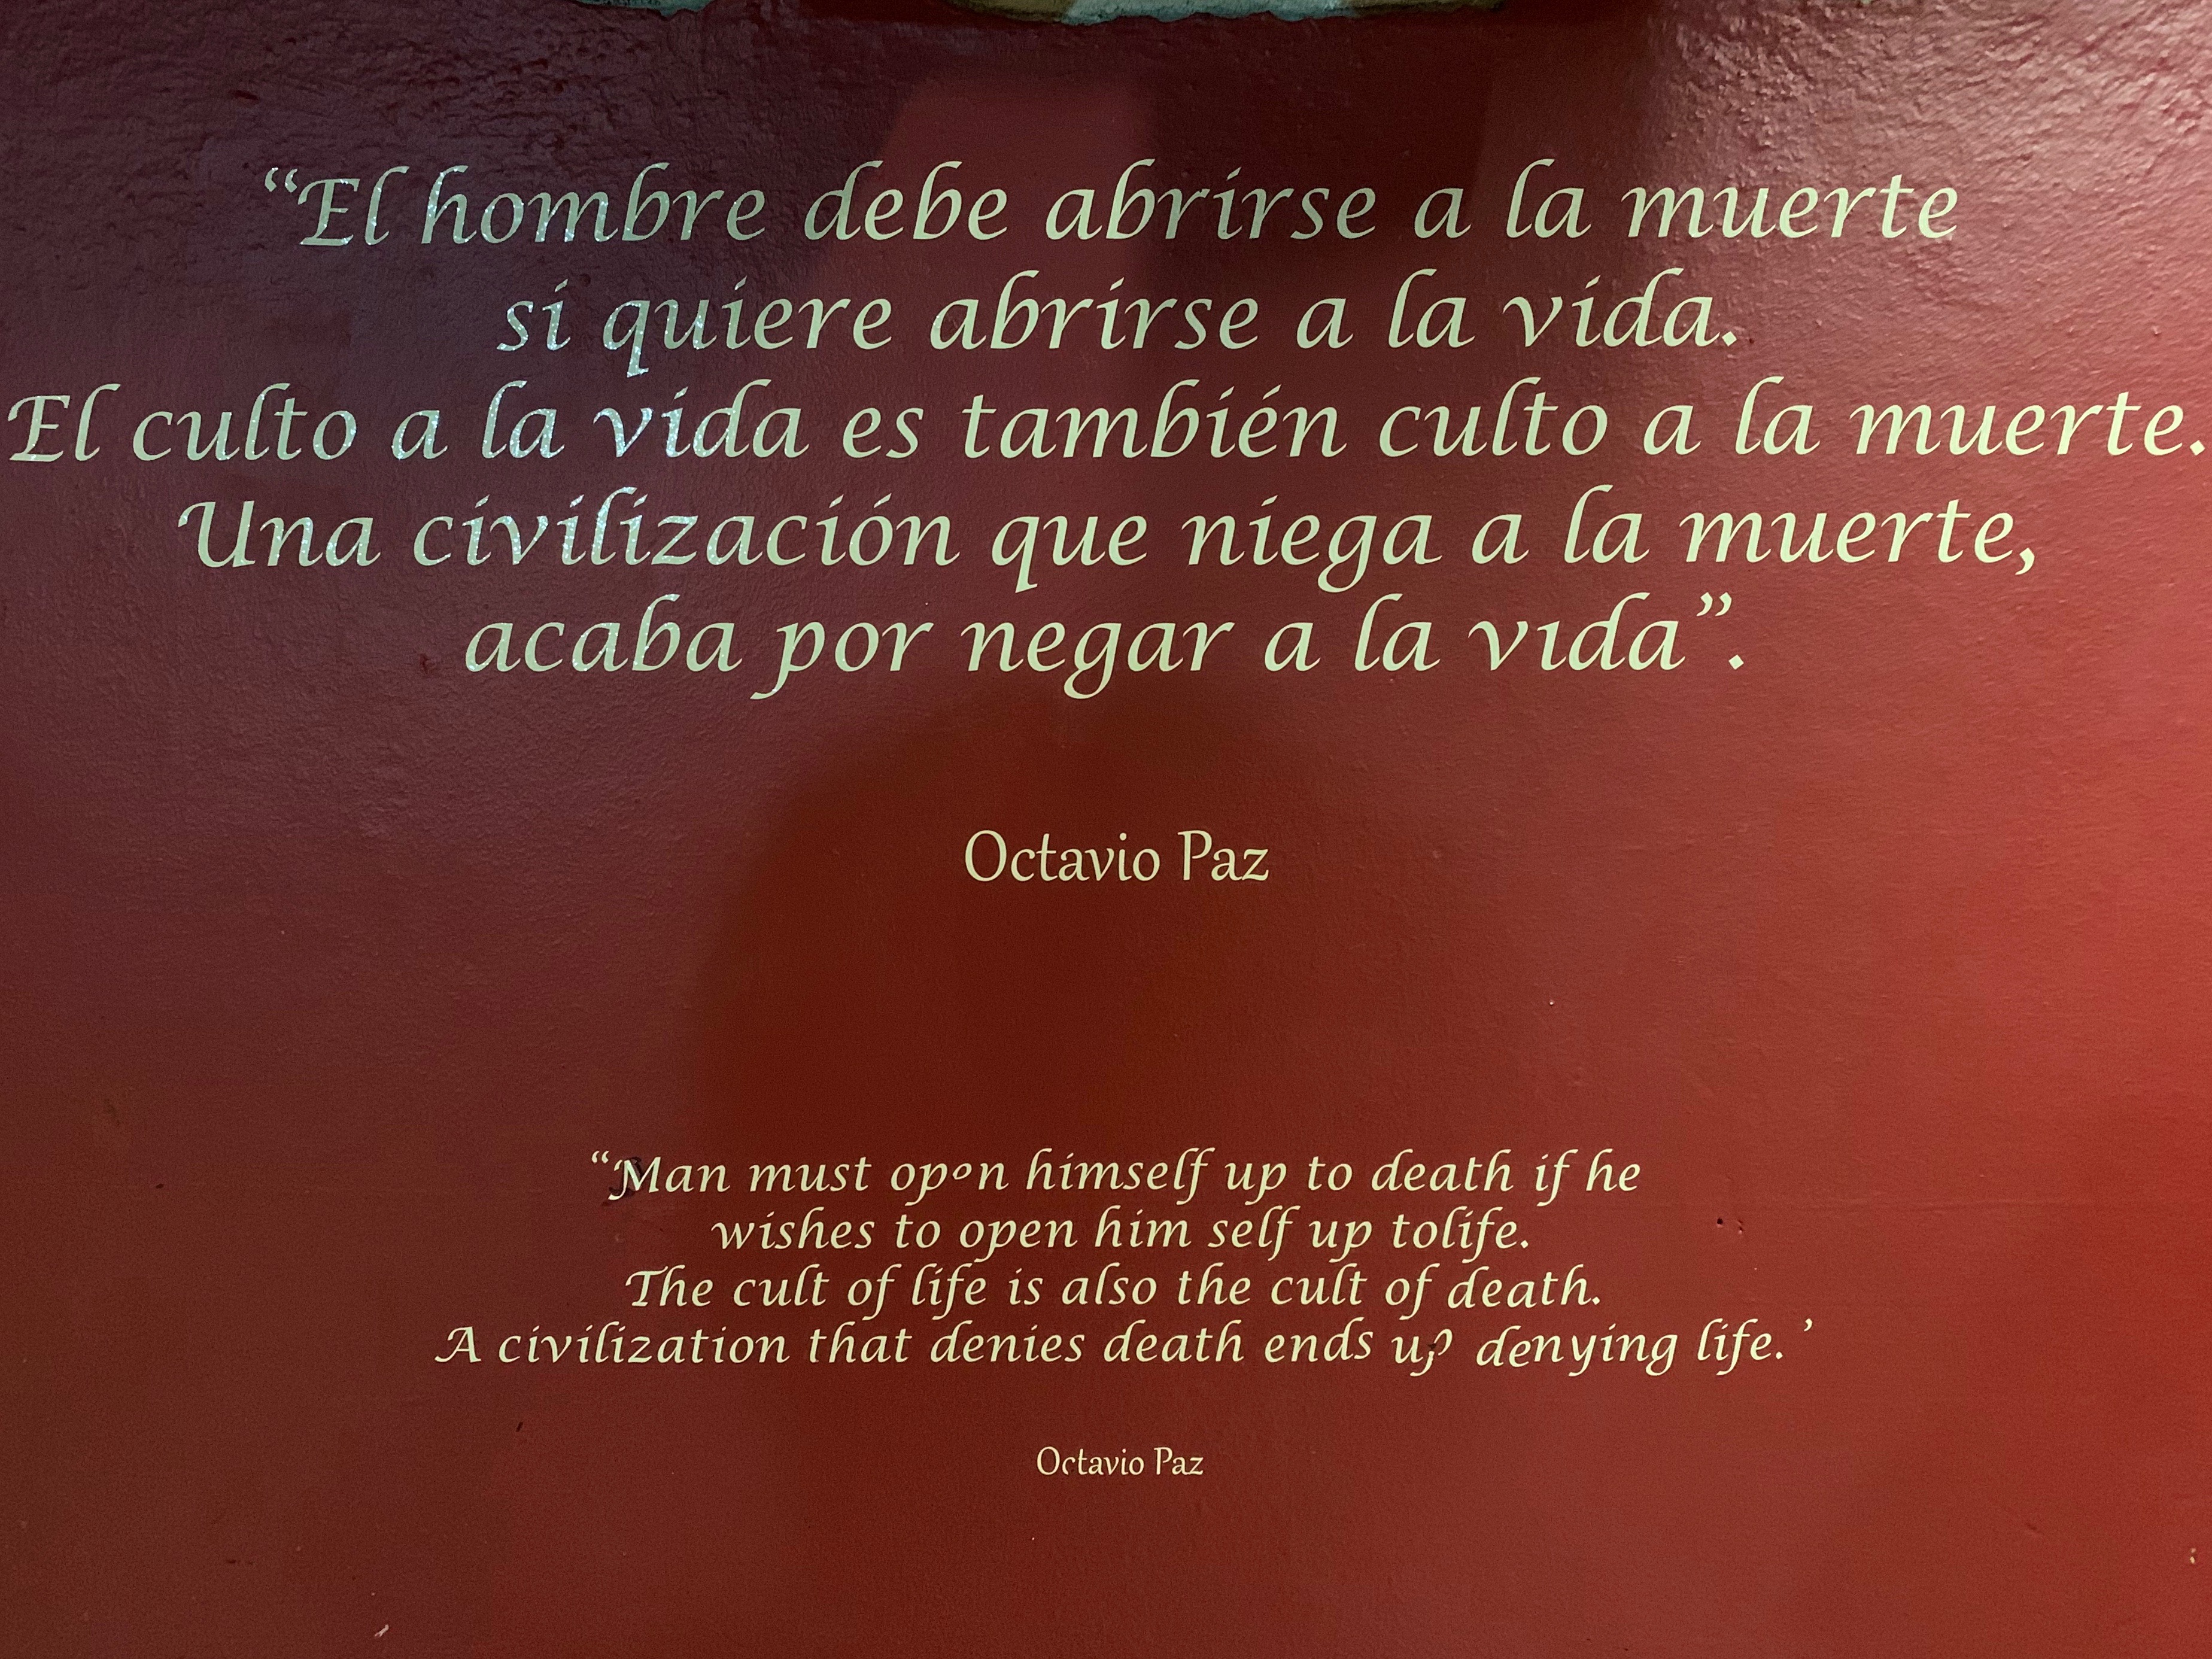 “El hombre debe abrirse a la muerte
si quiere abrirse a la vida.
El culto a la vida es también culto a la muerte.
Una civilización que niega a la muerte,
acaba por negar a la vida”.
Octavio Paz
“Man must open himself up to death if he
wishes to open him self up tolife.
The cult of life is also the cult of death.
A civilization that denies death ends up denying life.’
Octavio Paz